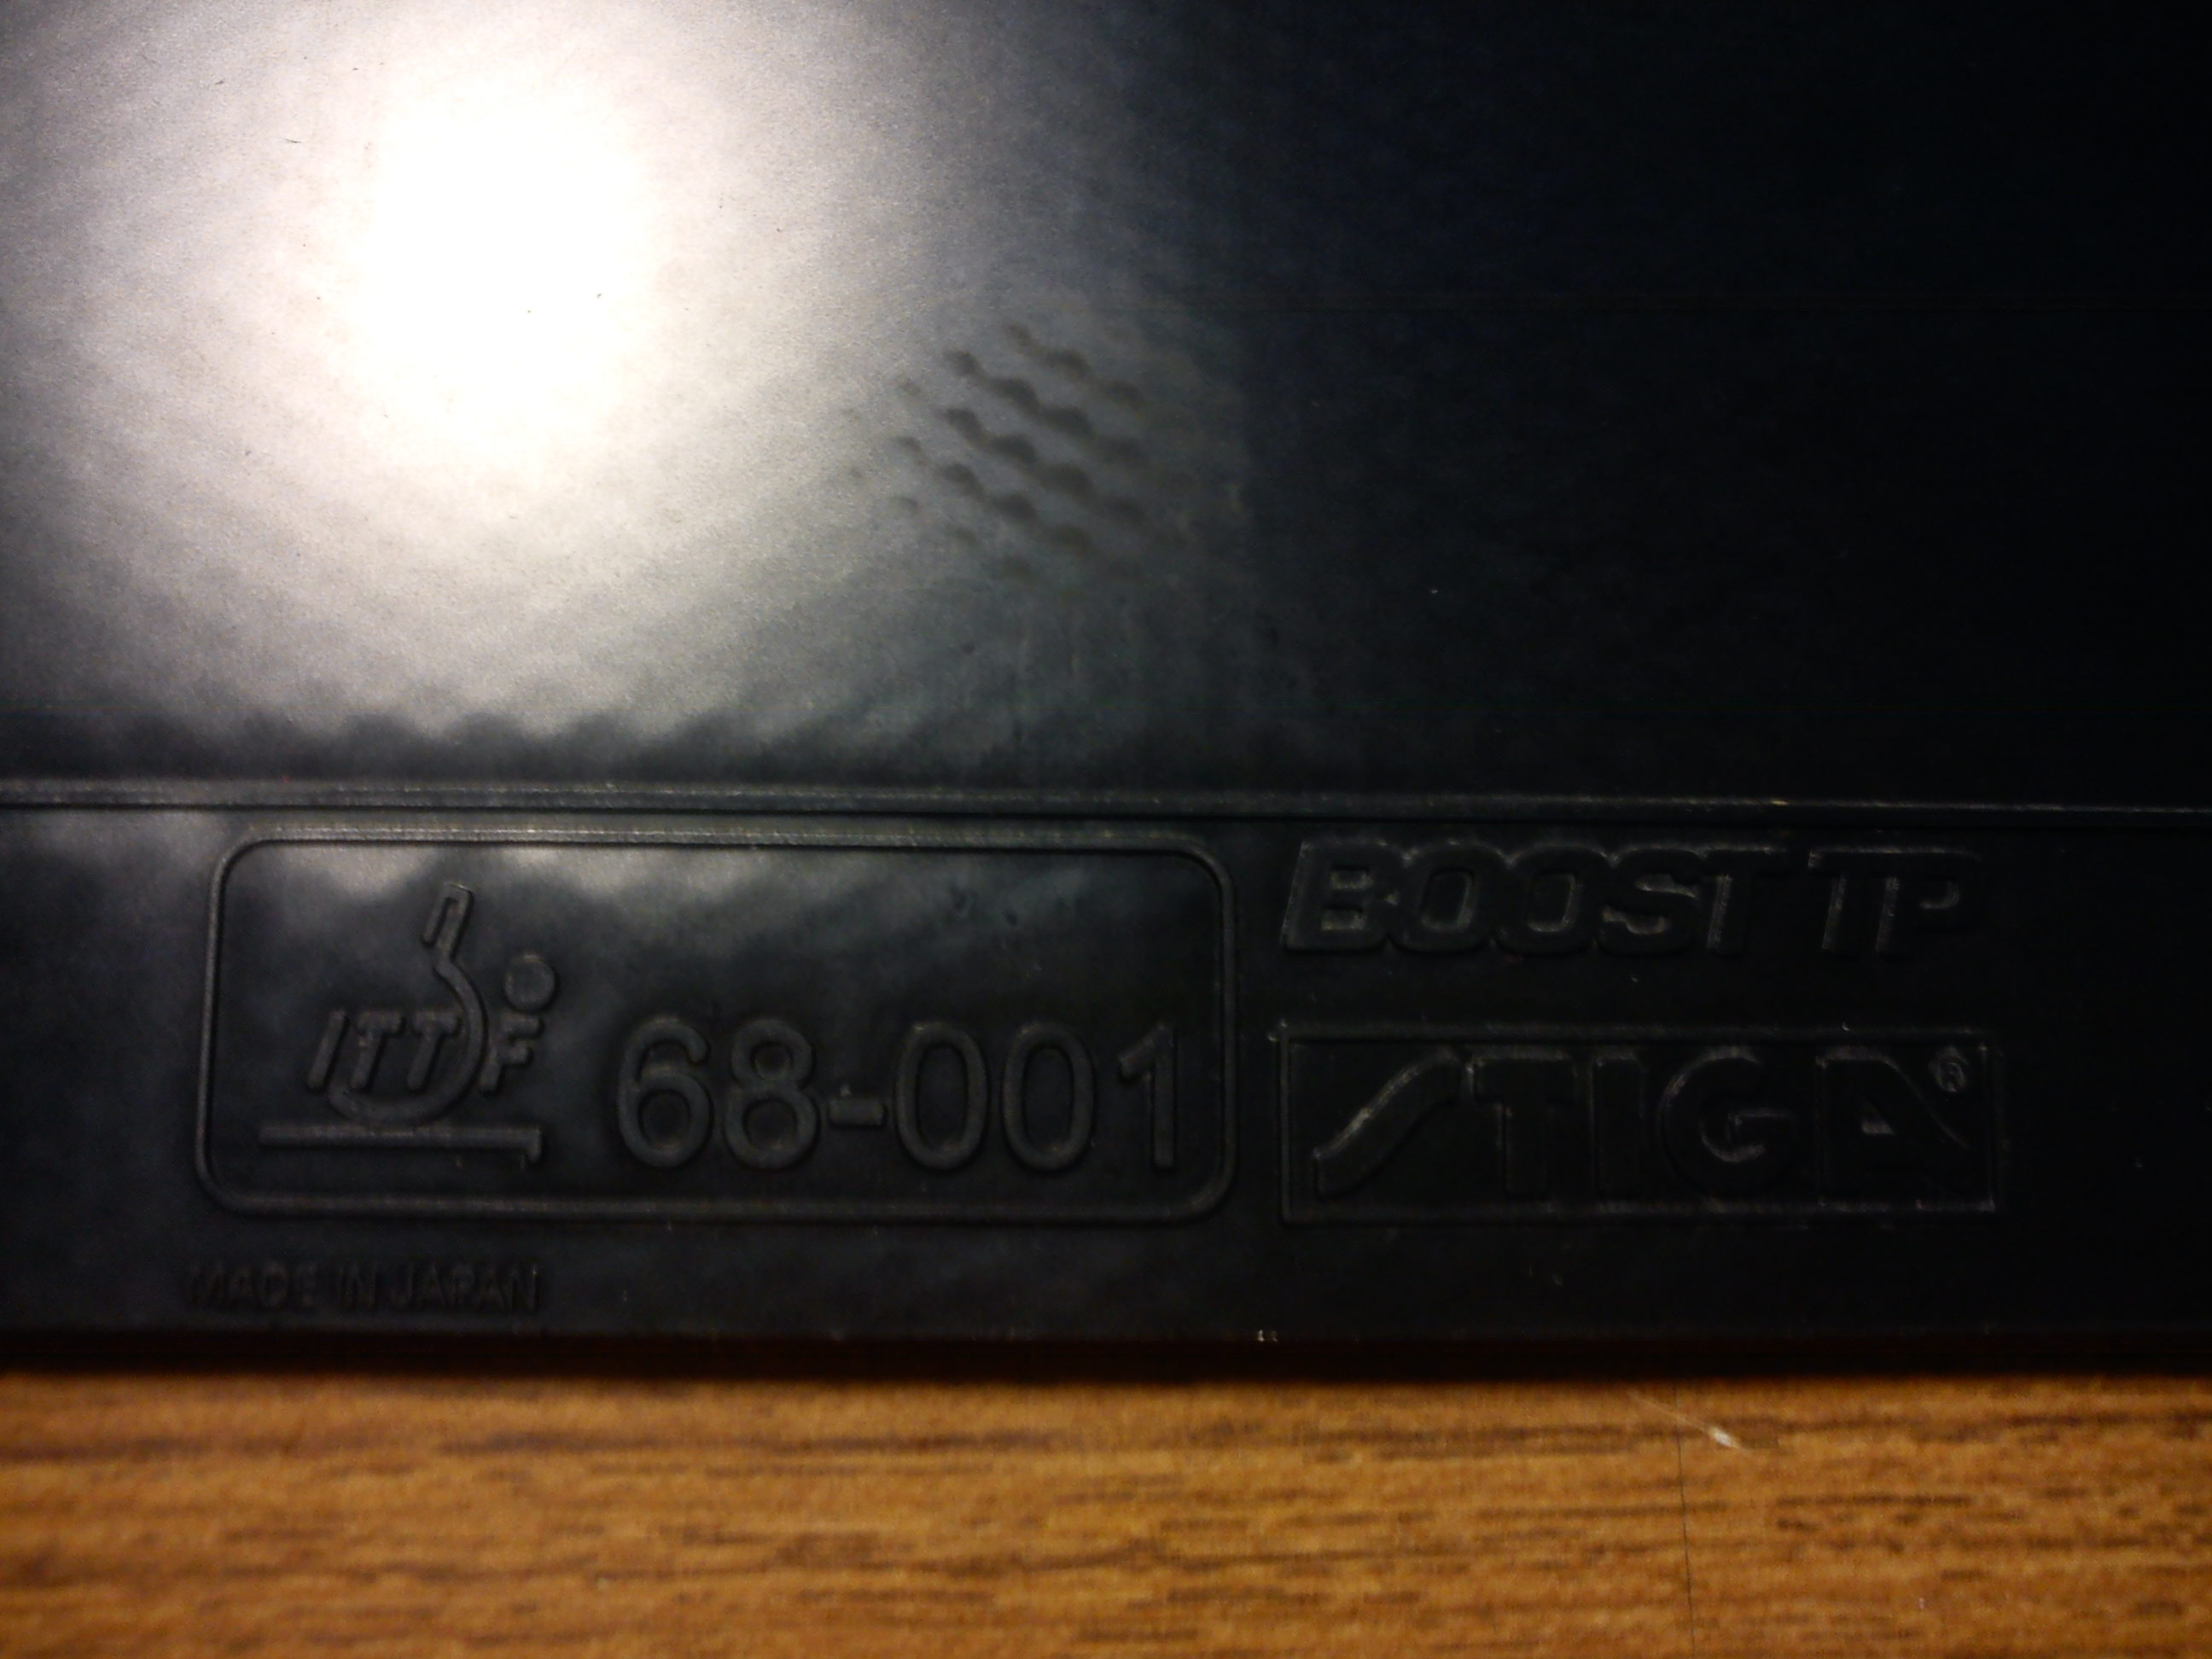 ITTF 68-001
BOOST TP
STIGA®
MADE IN JAPAN